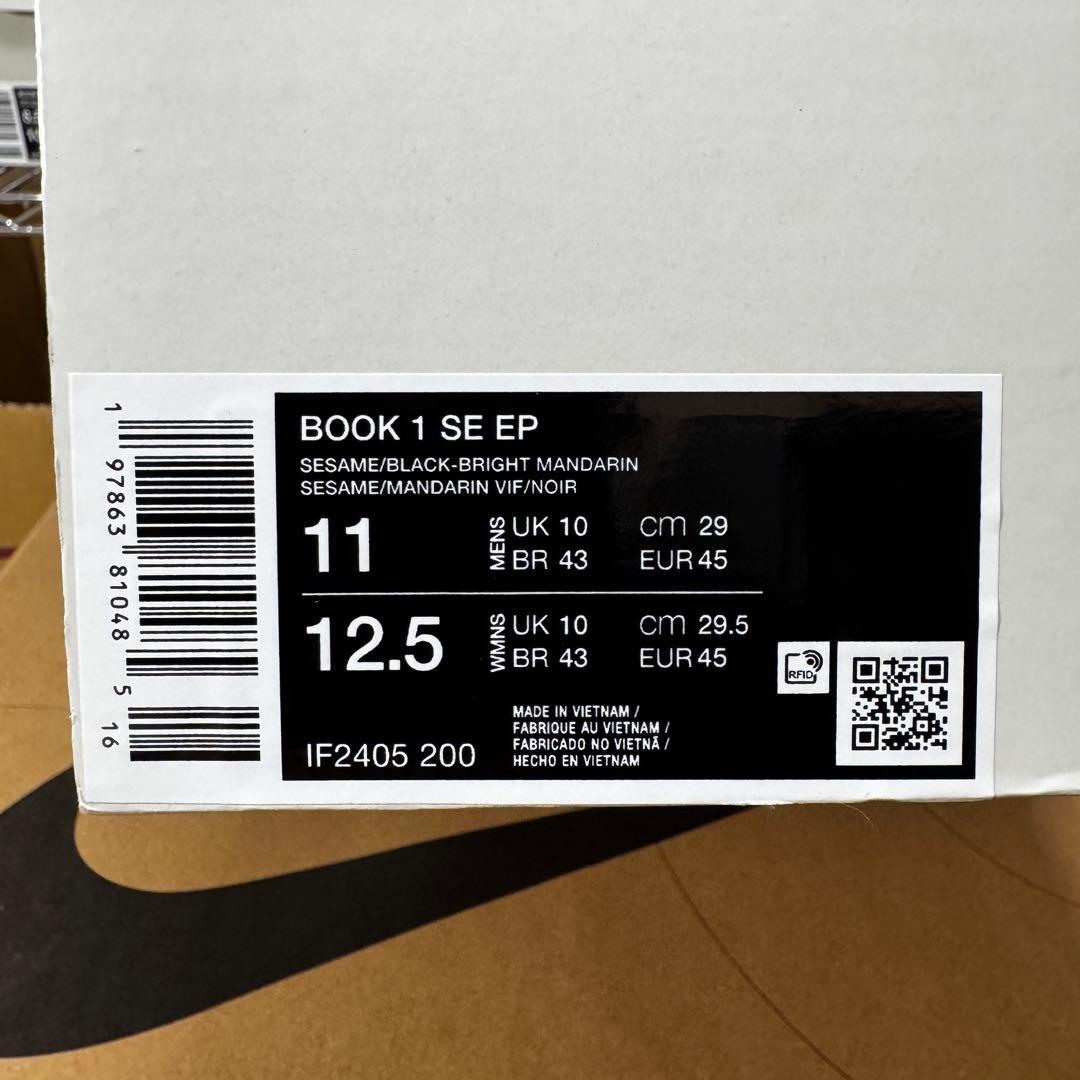 1 97863 81048 5 16
BOOK 1 SE EP
SESAME/BLACK-BRIGHT MANDARIN
SESAME/MANDARIN VIF/NOIR
11 MENS UK 10 cm 29
BR 43 EUR 45
12.5 WMNS UK 10 cm 29.5
BR 43 EUR 45
RFID
MADE IN VIETNAM /
FABRIQUE AU VIETNAM /
FABRICADO NO VIETNÃ /
HECHO EN VIETNAM
IF2405 200